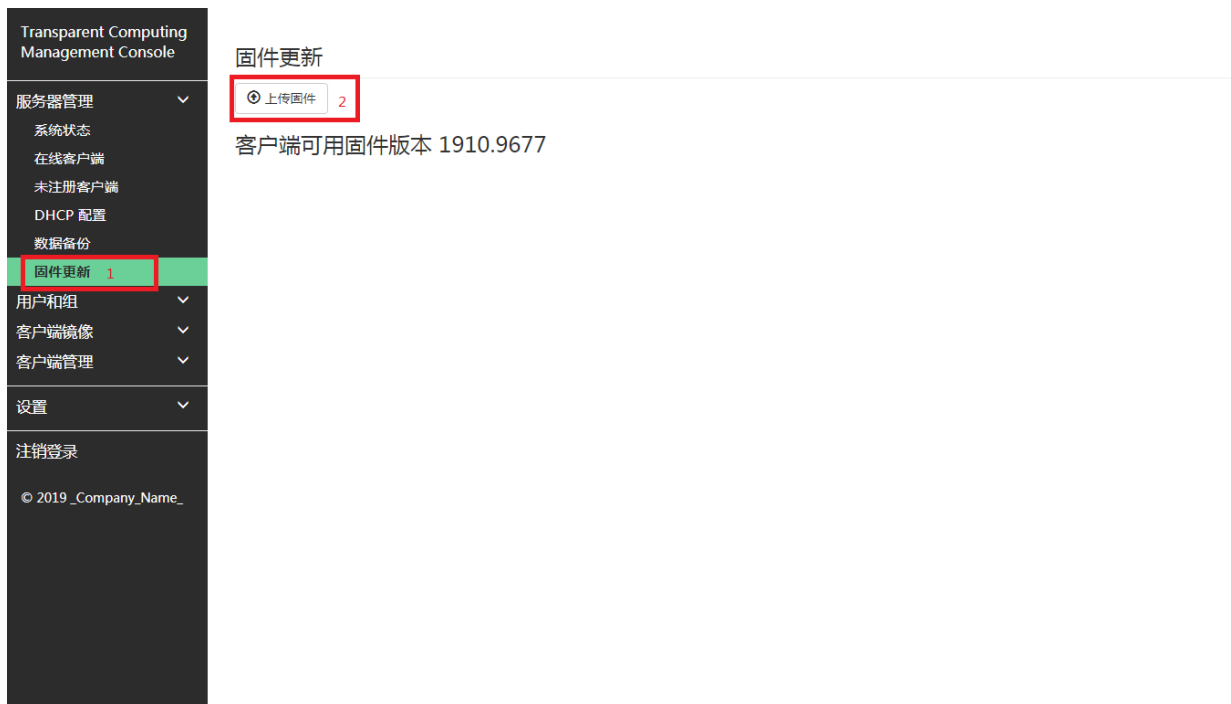 Transparent Computing
Management Console
服务器管理
系统状态
在线客户端
未注册客户端
DHCP 配置
数据备份
固件更新 1
用户和组
客户端镜像
客户端管理
设置
注销登录
© 2019 _Company_Name_
固件更新
上传固件 2
客户端可用固件版本 1910.9677